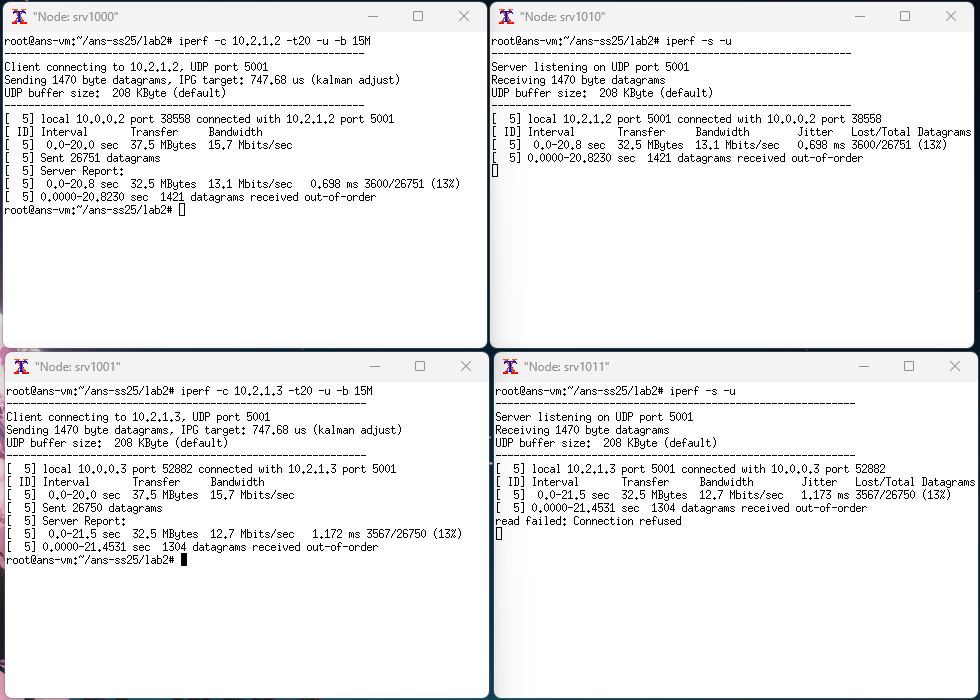 "Node: srv1000"
root@ans-vm:~/ans-ss25/lab2# iperf -c 10.2.1.2 -t20 -u -b 15M
------------------------------------------------------------
Client connecting to 10.2.1.2, UDP port 5001
Sending 1470 byte datagrams, IPG target: 747.68 us (kalman adjust)
UDP buffer size:  208 KByte (default)
------------------------------------------------------------
[  5] local 10.0.0.2 port 38558 connected with 10.2.1.2 port 5001
[ ID] Interval       Transfer     Bandwidth
[  5]  0.0-20.0 sec  37.5 MBytes  15.7 Mbits/sec
[  5] Sent 26751 datagrams
[  5] Server Report:
[  5]  0.0-20.8 sec  32.5 MBytes  13.1 Mbits/sec   0.698 ms 3600/26751 (13%)
[  5] 0.0000-20.8230 sec  1421 datagrams received out-of-order
root@ans-vm:~/ans-ss25/lab2#
"Node: srv1010"
root@ans-vm:~/ans-ss25/lab2# iperf -s -u
------------------------------------------------------------
Server listening on UDP port 5001
Receiving 1470 byte datagrams
UDP buffer size:  208 KByte (default)
------------------------------------------------------------
[  5] local 10.2.1.2 port 5001 connected with 10.0.0.2 port 38558
[ ID] Interval       Transfer     Bandwidth        Jitter   Lost/Total Datagrams
[  5]  0.0-20.8 sec  32.5 MBytes  13.1 Mbits/sec   0.698 ms 3600/26751 (13%)
[  5] 0.0000-20.8230 sec  1421 datagrams received out-of-order
"Node: srv1001"
root@ans-vm:~/ans-ss25/lab2# iperf -c 10.2.1.3 -t20 -u -b 15M
------------------------------------------------------------
Client connecting to 10.2.1.3, UDP port 5001
Sending 1470 byte datagrams, IPG target: 747.68 us (kalman adjust)
UDP buffer size:  208 KByte (default)
------------------------------------------------------------
[  5] local 10.0.0.3 port 52882 connected with 10.2.1.3 port 5001
[ ID] Interval       Transfer     Bandwidth
[  5]  0.0-20.0 sec  37.5 MBytes  15.7 Mbits/sec
[  5] Sent 26750 datagrams
[  5] Server Report:
[  5]  0.0-21.5 sec  32.5 MBytes  12.7 Mbits/sec   1.172 ms 3567/26750 (13%)
[  5] 0.0000-21.4531 sec  1304 datagrams received out-of-order
root@ans-vm:~/ans-ss25/lab2#
"Node: srv1011"
root@ans-vm:~/ans-ss25/lab2# iperf -s -u
------------------------------------------------------------
Server listening on UDP port 5001
Receiving 1470 byte datagrams
UDP buffer size:  208 KByte (default)
------------------------------------------------------------
[  5] local 10.2.1.3 port 5001 connected with 10.0.0.3 port 52882
[ ID] Interval       Transfer     Bandwidth        Jitter   Lost/Total Datagrams
[  5]  0.0-21.5 sec  32.5 MBytes  12.7 Mbits/sec   1.173 ms 3567/26750 (13%)
[  5] 0.0000-21.4531 sec  1304 datagrams received out-of-order
read failed: Connection refused